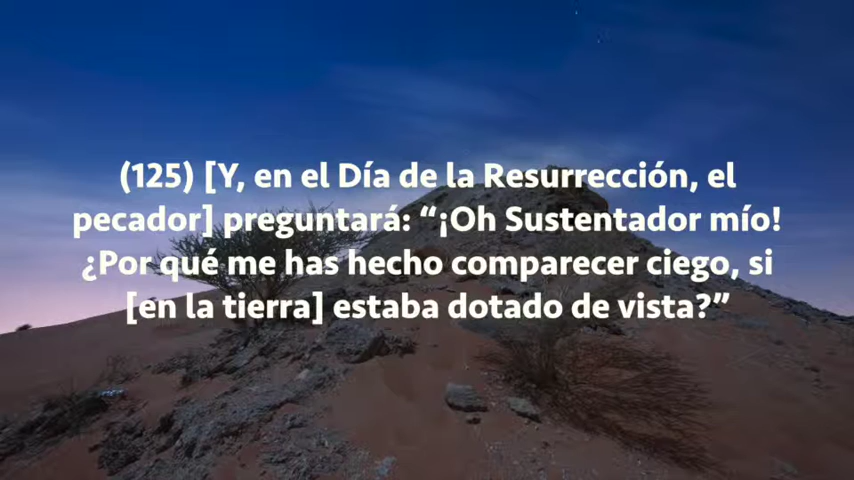 (125) [Y, en el Día de la Resurrección, el
pecador] preguntará: “¡Oh Sustentador mío!
¿Por qué me has hecho comparecer ciego, si
[en la tierra] estaba dotado de vista?”